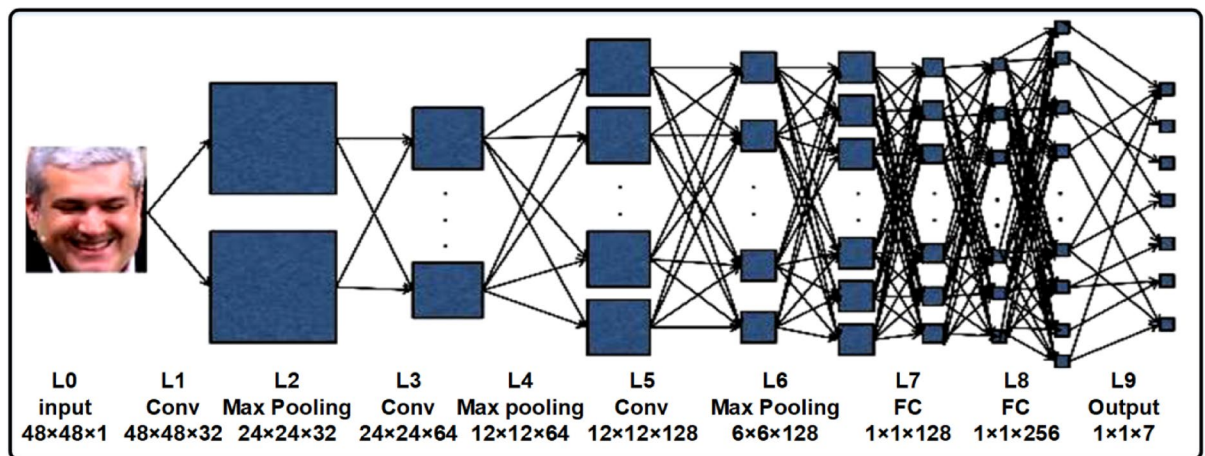 L0 L1 L2 L3 L4 L5 L6 L7 L8 L9
input Conv Max Pooling Conv Max pooling Conv Max Pooling FC FC Output
48×48×1 48×48×32 24×24×32 24×24×64 12×12×64 12×12×128 6×6×128 1×1×128 1×1×256 1×1×7